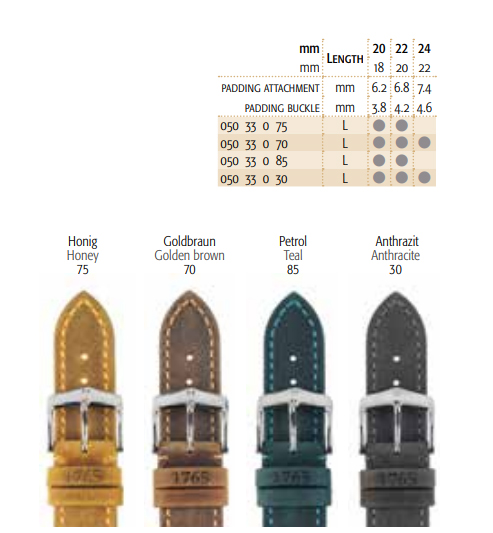 mm LENGTH 20 22 24
mm 18 20 22
PADDING ATTACHMENT mm 6.2 6.8 7.4
PADDING BUCKLE mm 3.8 4.2 4.6
050 33 0 75 L
050 33 0 70 L
050 33 0 85 L
050 33 0 30 L
Honig Goldbraun Petrol Anthrazit
Honey Golden brown Teal Anthracite
75 70 85 30
1765 1765 1765 1765